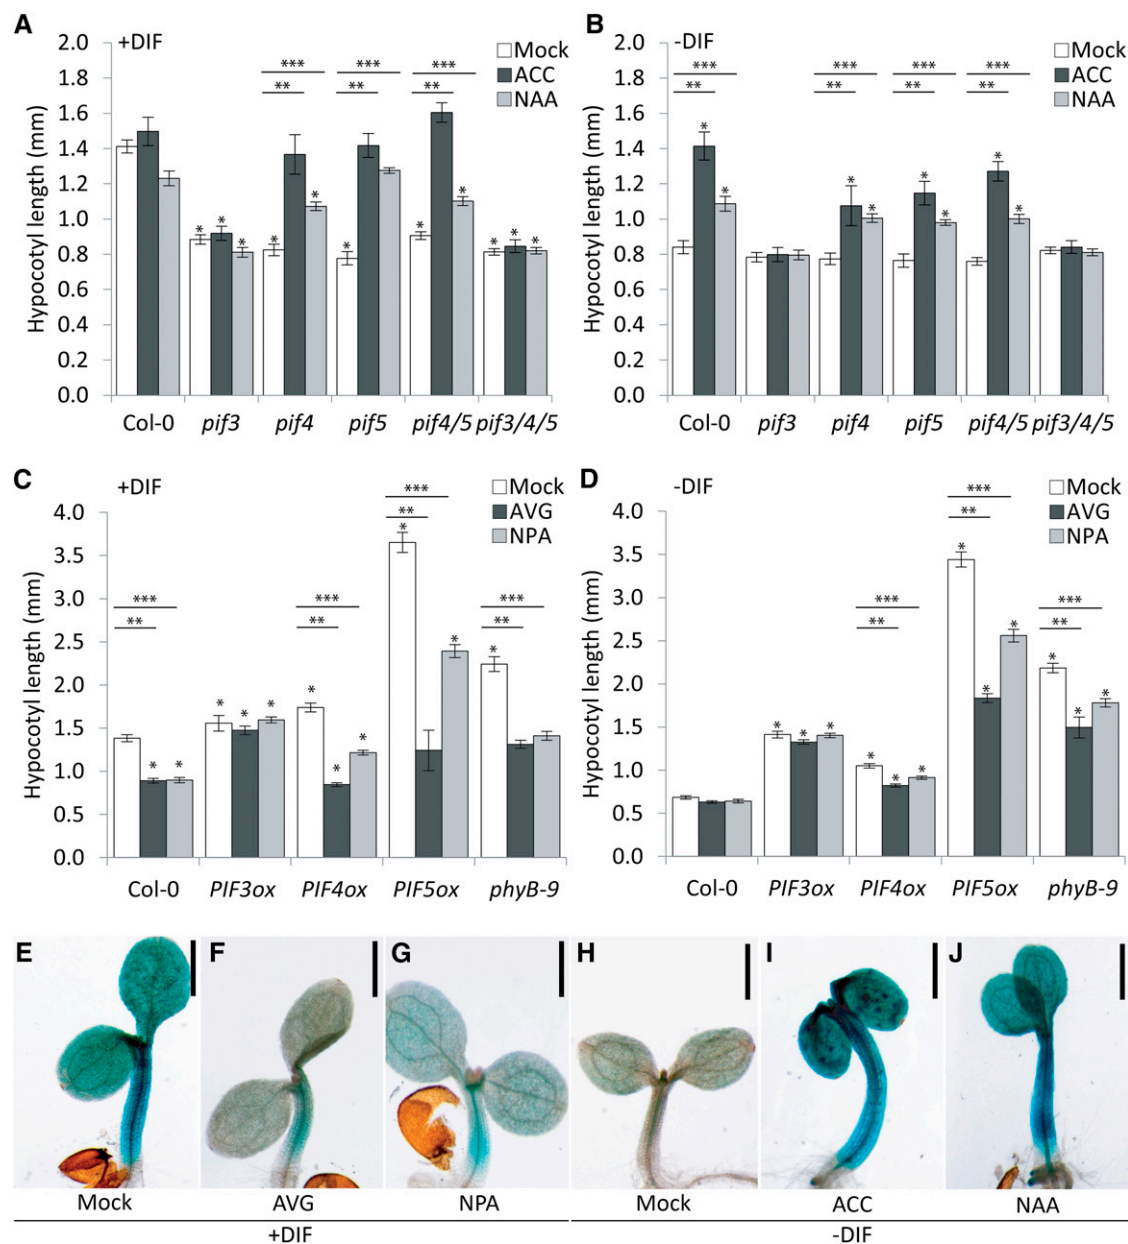 A
+DIF
Mock
ACC
NAA
Hypocotyl length (mm)
2.0
1.8
1.6
1.4
1.2
1.0
0.8
0.6
0.4
0.2
0.0
*** *** ***
** ** **
* * * * * * * * * * *
Col-0 pif3 pif4 pif5 pif4/5 pif3/4/5
B
-DIF
Mock
ACC
NAA
Hypocotyl length (mm)
2.0
1.8
1.6
1.4
1.2
1.0
0.8
0.6
0.4
0.2
0.0
*** *** *** ***
** ** ** **
* * * * * * * *
Col-0 pif3 pif4 pif5 pif4/5 pif3/4/5
C
+DIF
Mock
AVG
NPA
Hypocotyl length (mm)
4.0
3.5
3.0
2.5
2.0
1.5
1.0
0.5
0.0
*** *** *** ***
** ** ** **
* * * * * * * * * * *
Col-0 PIF3ox PIF4ox PIF5ox phyB-9
D
-DIF
Mock
AVG
NPA
Hypocotyl length (mm)
4.0
3.5
3.0
2.5
2.0
1.5
1.0
0.5
0.0
*** *** ***
** ** **
* * * * * * * * * * * *
Col-0 PIF3ox PIF4ox PIF5ox phyB-9
E F G H I J
Mock AVG NPA Mock ACC NAA
+DIF -DIF